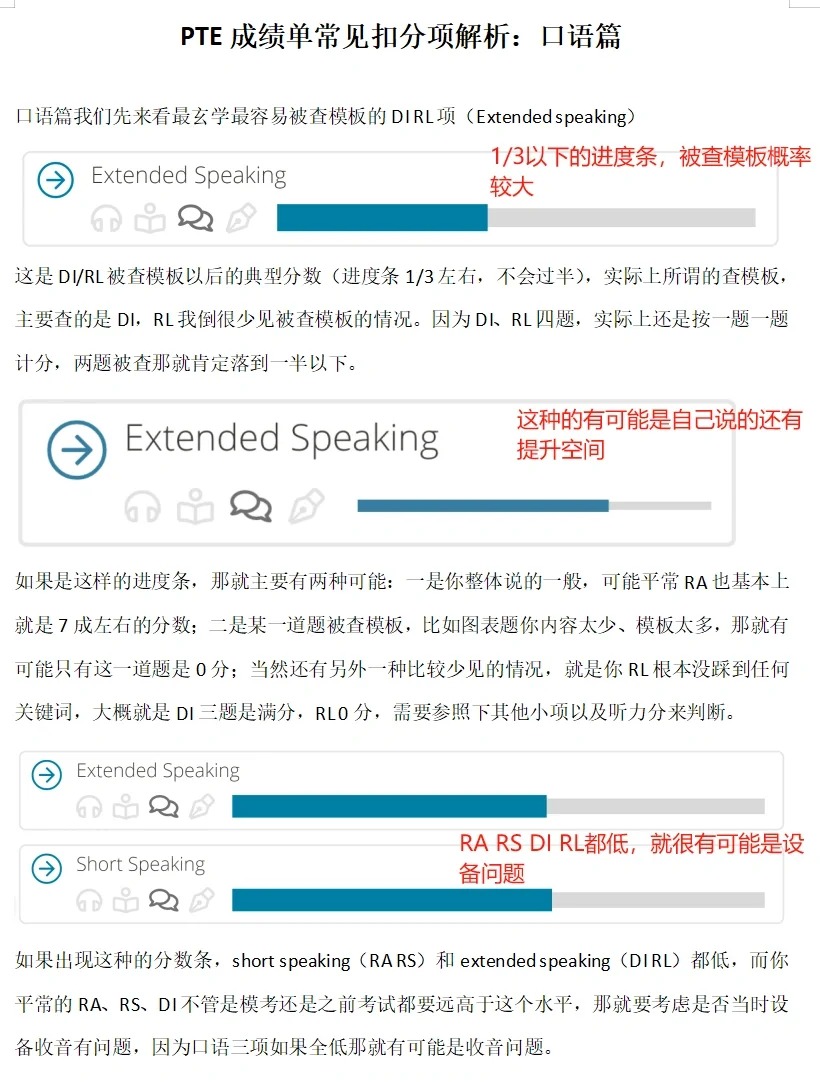 PTE 成绩单常见扣分项解析：口语篇
口语篇我们先来看最玄学最容易被查模板的 DI RL 项（Extended speaking）
1/3以下的进度条，被查模板概率
较大
Extended Speaking
这是 DI/RL 被查模板以后的典型分数（进度条 1/3 左右，不会过半），实际上所谓的查模板，
主要查的是 DI，RL 我倒很少见被查模板的情况。因为 DI、RL 四题，实际上还是按一题一题
计分，两题被查那就肯定落到一半以下。
这种的有可能是自己说的还有
提升空间
Extended Speaking
如果是这样的进度条，那就主要有两种可能：一是你整体说的一般，可能平常 RA 也基本上
就是 7 成左右的分数；二是某一道题被查模板，比如图表题你内容太少、模板太多，那就有
可能只有这一道题是 0 分；当然还有另外一种比较少见的情况，就是你 RL 根本没踩到任何
关键词，大概就是 DI 三题是满分，RL0 分，需要参照下其他小项以及听力分来判断。
Extended Speaking
RA RS DI RL都低，就很有可能是设
备问题
Short Speaking
如果出现这种的分数条，short speaking（RA RS）和 extended speaking（DI RL）都低，而你
平常的 RA、RS、DI 不管是模考还是之前考试都要远高于这个水平，那就要考虑是否当时设
备收音有问题，因为口语三项如果全低那就有可能是收音问题。